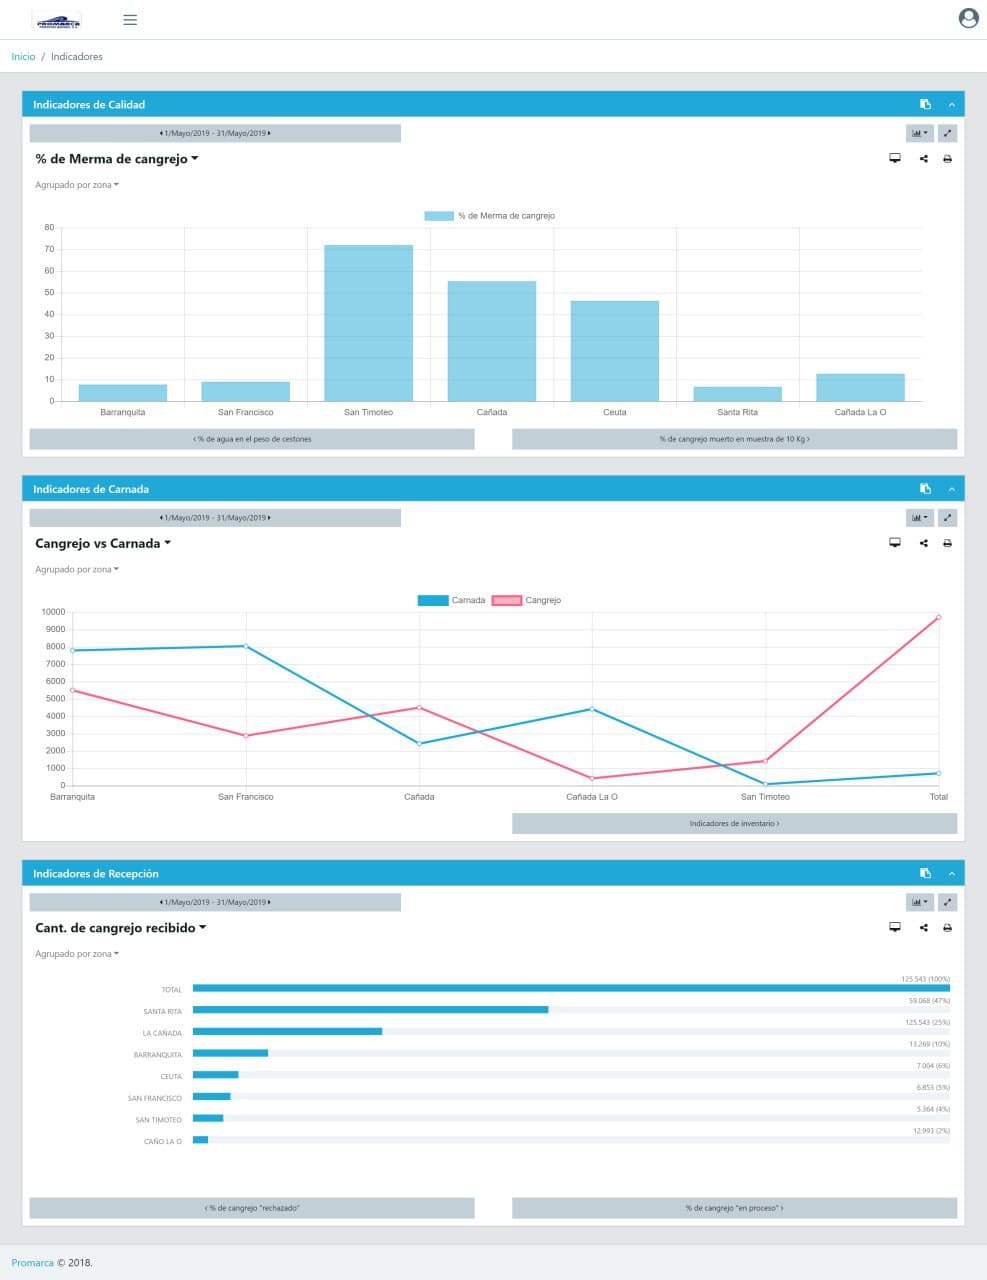 PROMARCA
Inicio / Indicadores
Indicadores de Calidad
1/Mayo/2019 - 31/Mayo/2019
% de Merma de cangrejo
Agrupado por zona
% de Merma de cangrejo
80
70
60
50
40
30
20
10
0
Barranquita San Francisco San Timoteo Cañada Ceuta Santa Rita Cañada La O
‹ % de agua en el peso de cestones
% de cangrejo muerto en muestra de 10 Kg ›
Indicadores de Carnada
1/Mayo/2019 - 31/Mayo/2019
Cangrejo vs Carnada
Agrupado por zona
Carnada Cangrejo
10000
9000
8000
7000
6000
5000
4000
3000
2000
1000
0
Barranquita San Francisco Cañada Cañada La O San Timoteo Total
Indicadores de inventario ›
Indicadores de Recepción
1/Mayo/2019 - 31/Mayo/2019
Cant. de cangrejo recibido
Agrupado por zona
125 543 (100%)
TOTAL
59.068 (47%)
SANTA RITA
125.543 (25%)
LA CAÑADA
13.269 (10%)
BARRANQUITA
7.004 (6%)
CEUTA
6.853 (5%)
SAN FRANCISCO
5.364 (4%)
SAN TIMOTEO
12.993 (2%)
CAÑO LA O
‹ % de cangrejo "rechazado"
% de cangrejo "en proceso" ›
Promarca © 2018.